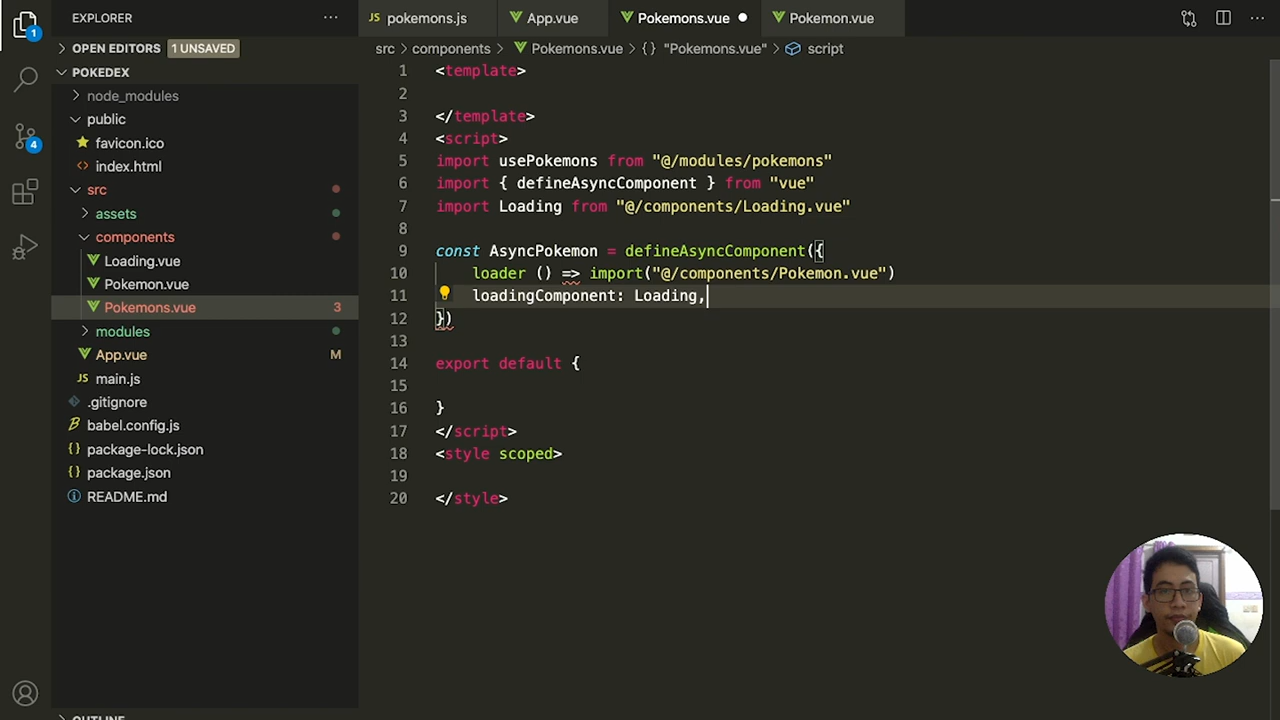 EXPLORER
OPEN EDITORS 1 UNSAVED
POKEDEX
node_modules
public
favicon.ico
index.html
src
assets
components
Loading.vue
Pokemon.vue
Pokemons.vue 3
modules
App.vue M
JS main.js
.gitignore
babel.config.js
package-lock.json
package.json
README.md
1
4
JS pokemons.js App.vue Pokemons.vue Pokemon.vue
src > components > Pokemons.vue > {} "Pokemons.vue" > script
1 <template>
2
3 </template>
4 <script>
5 import usePokemons from "@/modules/pokemons"
6 import { defineAsyncComponent } from "vue"
7 import Loading from "@/components/Loading.vue"
8
9 const AsyncPokemon = defineAsyncComponent({
10 loader () => import("@/components/Pokemon.vue")
11 loadingComponent: Loading,
12 })
13
14 export default {
15
16 }
17 </script>
18 <style scoped>
19
20 </style>
OUTLINE